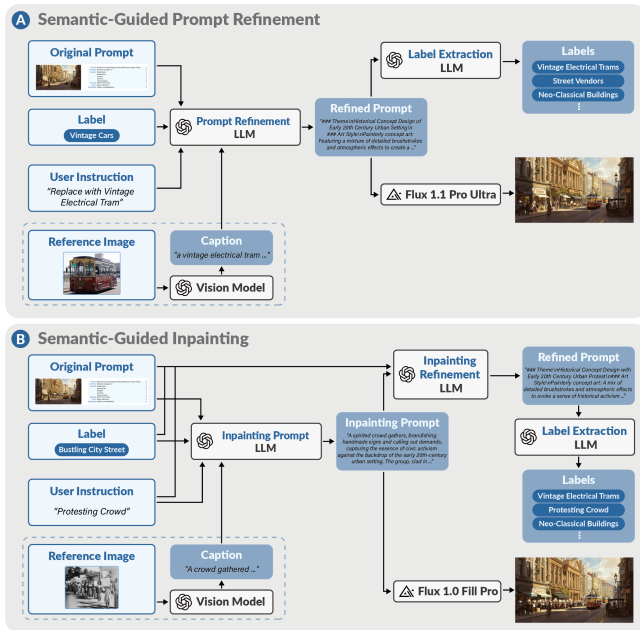 A Semantic-Guided Prompt Refinement
Original Prompt
Label
Vintage Cars
User Instruction
"Replace with Vintage
Electrical Tram"
Reference Image
Caption
"a vintage electrical tram ..."
Vision Model
Prompt Refinement
LLM
Refined Prompt
"### Theme\nHistorical Concept Design of
Early 20th Century Urban Setting\n
### Art Style\nPainterly concept art:
Featuring a mixture of detailed brushstrokes
and atmospheric effects to create a ..."
Label Extraction
LLM
Labels
Vintage Electrical Trams
Street Vendors
Neo-Classical Buildings
Flux 1.1 Pro Ultra
B Semantic-Guided Inpainting
Original Prompt
Label
Bustling City Street
User Instruction
"Protesting Crowd"
Reference Image
Caption
"A crowd gathered ..."
Vision Model
Inpainting Prompt
LLM
Inpainting Prompt
"A spirited crowd gathers, brandishing
handmade signs and calling out demands,
capturing the essence of civic activism
against the backdrop of the early 20th-century
urban setting. The group, clad in..."
Inpainting
Refinement
LLM
Refined Prompt
"### Theme\nHistorical Concept Design with
Early 20th Century Urban Protest\n### Art
Style\nPainterly concept art: A mix of
detailed brushstrokes and atmospheric effects
to evoke a sense of historical activism ..."
Label Extraction
LLM
Labels
Vintage Electrical Trams
Protesting Crowd
Neo-Classical Buildings
Flux 1.0 Fill Pro